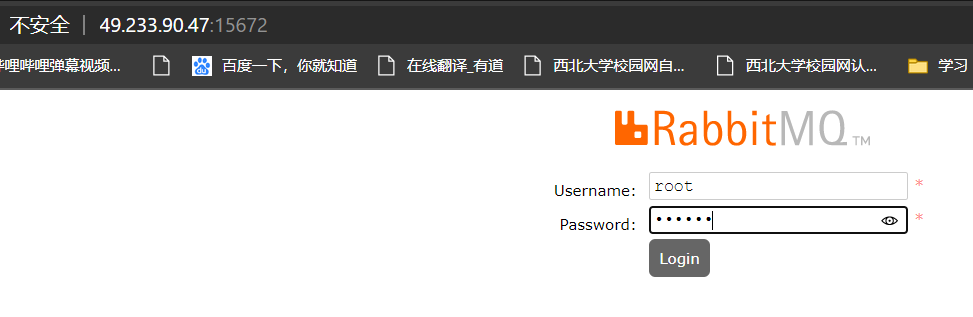 不安全 | 49.233.90.47:15672
哔哩哔哩弹幕视频... 百度一下，你就知道 在线翻译_有道 西北大学校园网自... 西北大学校园网认... 学习
RabbitMQ TM
Username: root *
Password: •••••• *
Login